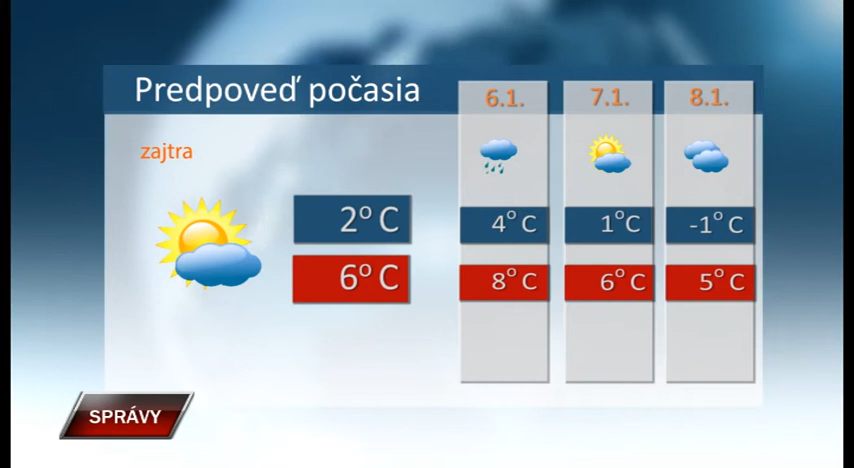 Predpoveď počasia
zajtra
2° C
6° C
6.1. 7.1. 8.1.
4° C 1°C -1° C
8° C 6° C 5° C
SPRÁVY